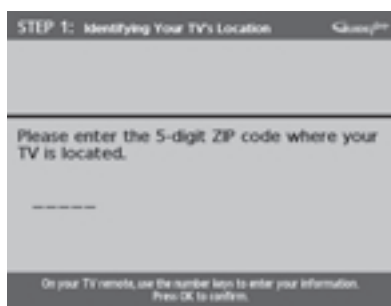 STEP 1: Identifying Your TV's Location
Please enter the 5-digit ZIP code where your
TV is located.
_ _ _ _ _
On your TV remote, use the number keys to enter your information.
Press OK to confirm.